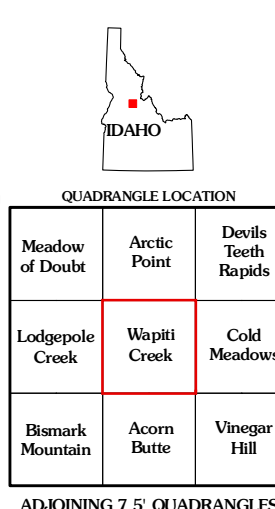 IDAHO
QUADRANGLE LOCATION
Meadow
of Doubt
Arctic
Point
Devils
Teeth
Rapids
Lodgepole
Creek
Wapiti
Creek
Cold
Meadows
Bismark
Mountain
Acorn
Butte
Vinegar
Hill
ADJOINING 7.5' QUADRANGLES